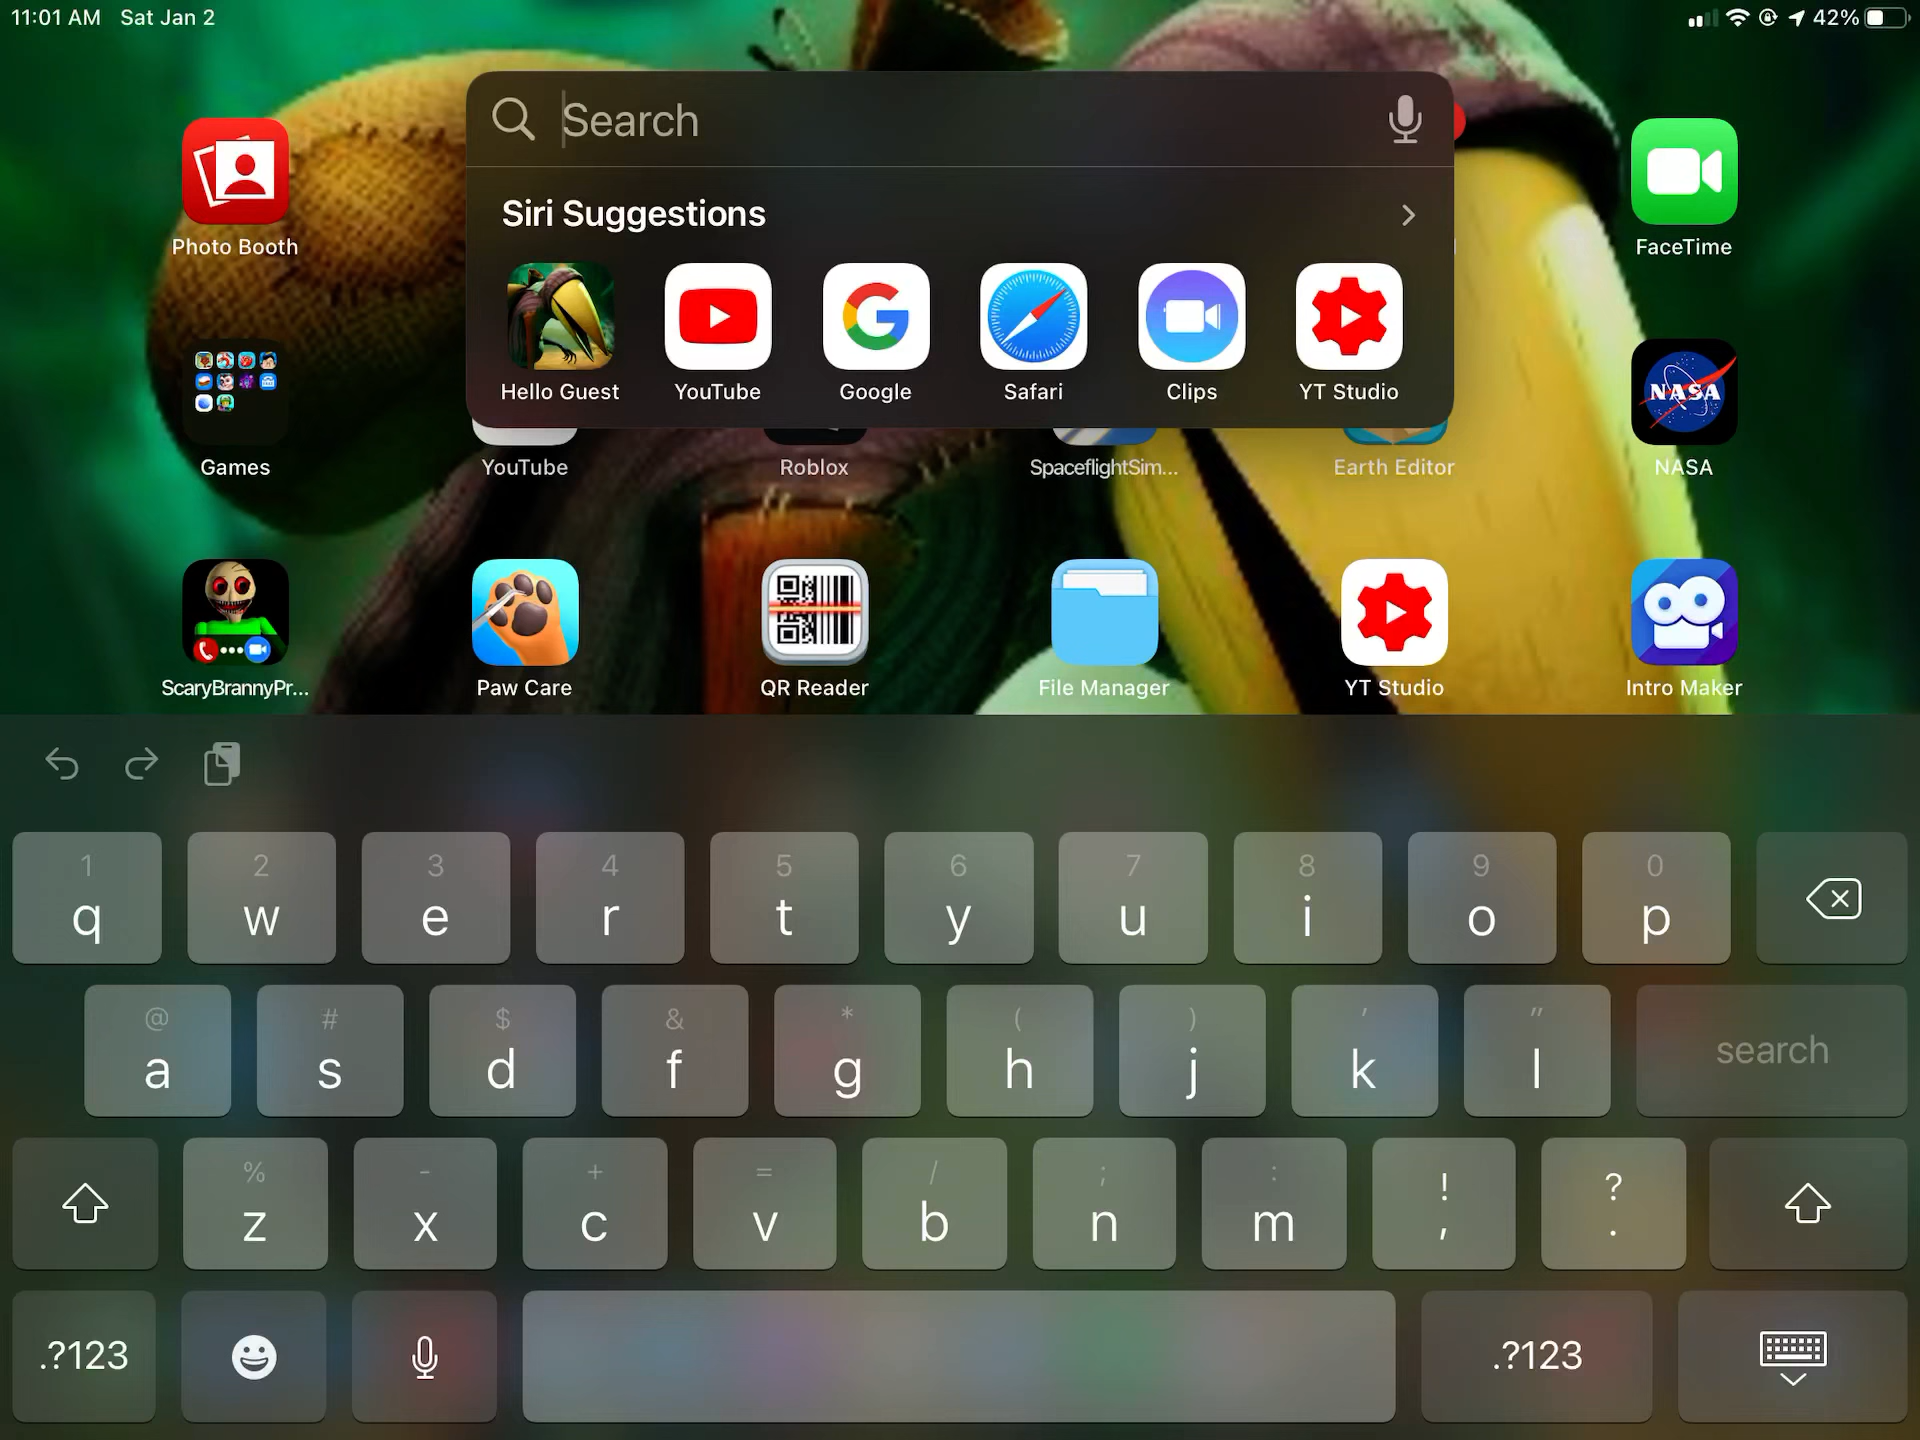 11:01 AM Sat Jan 2
42%
Search
Photo Booth
FaceTime
Siri Suggestions
Hello Guest YouTube Google Safari Clips YT Studio
NASA
Games YouTube Roblox SpaceflightSim... Earth Editor NASA
ScaryBrannyPr... Paw Care QR Reader File Manager YT Studio Intro Maker
1 2 3 4 5 6 7 8 9 0
q w e r t y u i o p
@ # $ & * ( ) ' "
a s d f g h j k l search
% - + = / ; : ! ?
z x c v b n m , .
.?123 .?123